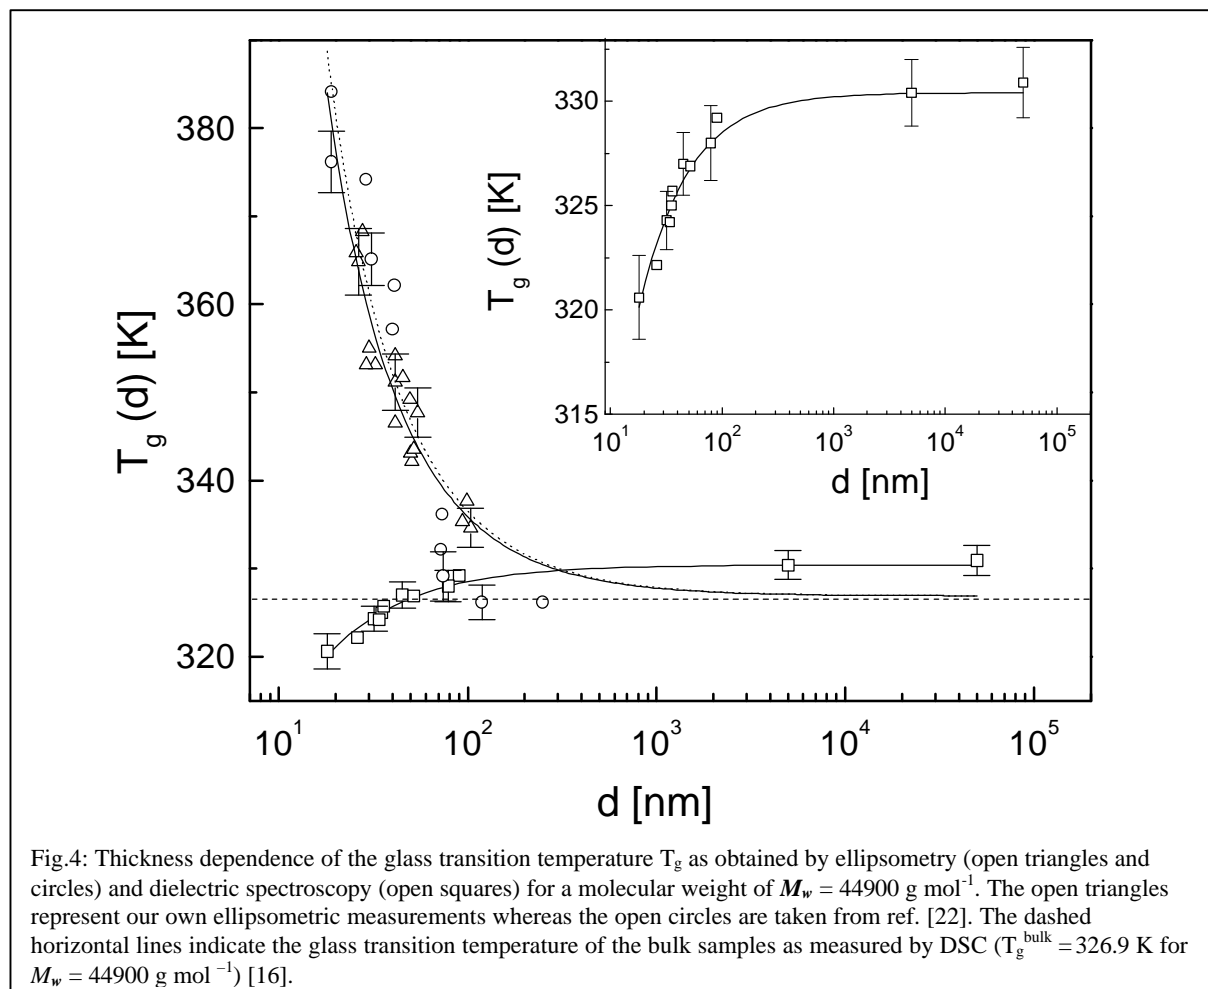 380
360
340
320
T_g (d) [K]
10^1
10^2
10^3
10^4
10^5
d [nm]
330
325
320
315
T_g (d) [K]
10^1
10^2
10^3
10^4
10^5
d [nm]
Fig.4: Thickness dependence of the glass transition temperature T_g as obtained by ellipsometry (open triangles and
circles) and dielectric spectroscopy (open squares) for a molecular weight of M_w = 44900 g mol^-1. The open triangles
represent our own ellipsometric measurements whereas the open circles are taken from ref. [22]. The dashed
horizontal lines indicate the glass transition temperature of the bulk samples as measured by DSC (T_g^bulk = 326.9 K for
M_w = 44900 g mol ^–1) [16].